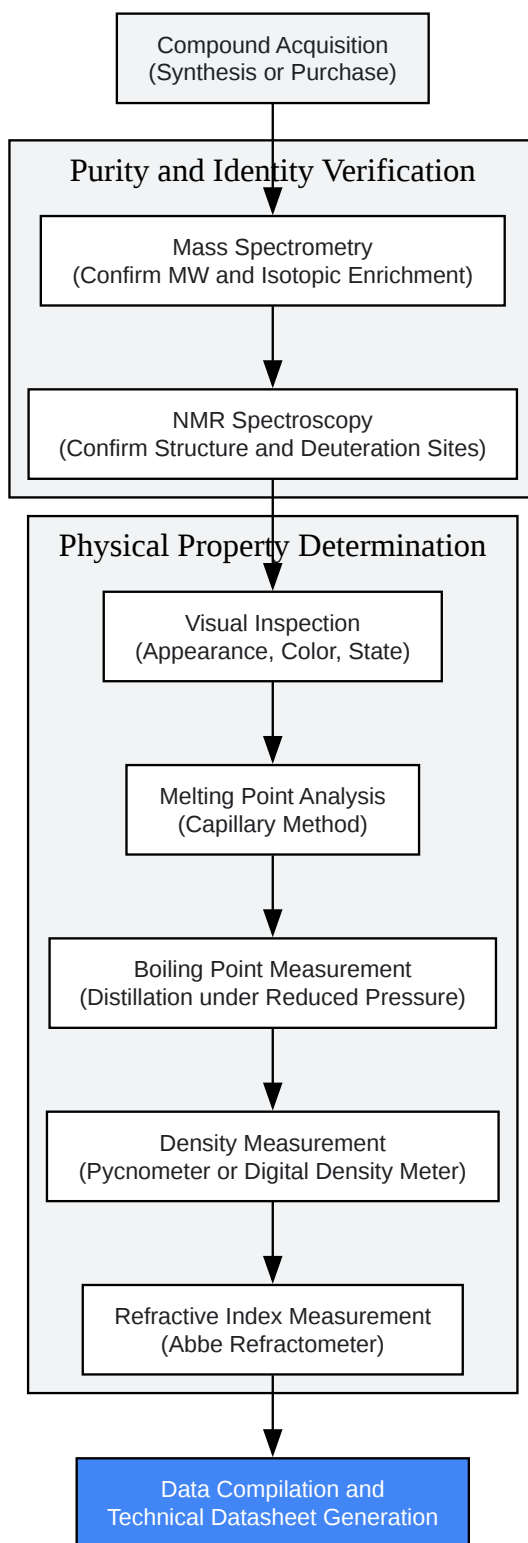 Compound Acquisition
(Synthesis or Purchase)
Purity and Identity Verification
Mass Spectrometry
(Confirm MW and Isotopic Enrichment)
NMR Spectroscopy
(Confirm Structure and Deuteration Sites)
Physical Property Determination
Visual Inspection
(Appearance, Color, State)
Melting Point Analysis
(Capillary Method)
Boiling Point Measurement
(Distillation under Reduced Pressure)
Density Measurement
(Pycnometer or Digital Density Meter)
Refractive Index Measurement
(Abbe Refractometer)
Data Compilation and
Technical Datasheet Generation